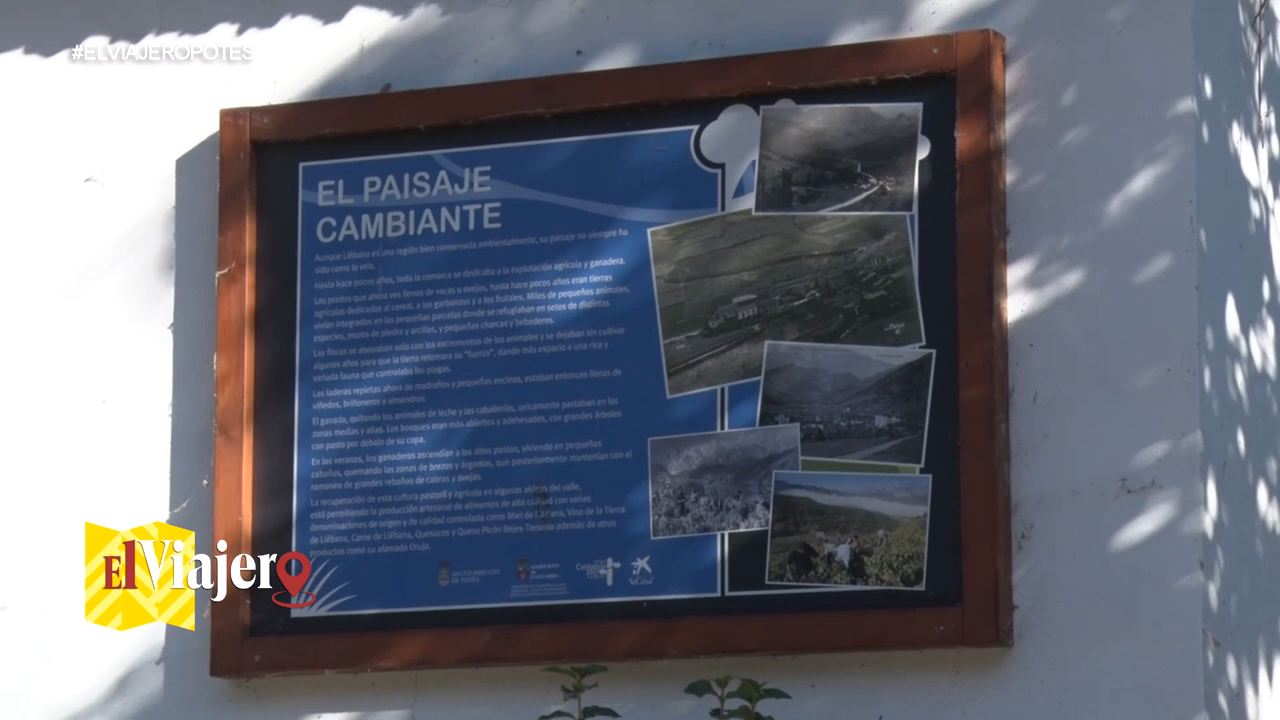 #ELVIAJEROPOTES
EL PAISAJE
CAMBIANTE
Aunque Liébana es una región bien conservada ambientalmente, su paisaje no siempre ha
sido como lo veis.
Hasta hace pocos años, toda la comarca se dedicaba a la explotación agrícola y ganadera.
Los prados que ahora ves llenos de vacas u ovejas, hasta hace pocos años eran tierras
agrícolas dedicadas al cereal, a los garbanzos y a los frutales. Miles de pequeños animales,
vivían integrados en las pequeñas parcelas donde se refugiaban en setos de distintas
especies, muros de piedra y arcillas, y pequeñas charcas y bebederos.
Las fincas se abonaban solo con los excrementos de los animales y se dejaban sin cultivar
algunos años para que la tierra retomara su "fuerza", dando más espacio a una rica y
variada fauna que controlaba las plagas.
Las laderas repletas ahora de madroños y pequeñas encinas, estaban entonces llenas de
viñedos, briñoneros y almendros.
El ganado, quitando los animales de leche y las caballerías, unicamente pastaban en las
zonas medias y altas. Los bosques eran más abiertos y adehesados, con grandes árboles
con pasto por debajo de su copa.
En los veranos, los ganaderos ascendían a los altos pastos, viviendo en pequeñas
cabañas, quemando las zonas de brezos y árgomas, que posteriormente mantenían con el
ramoneo de grandes rebaños de cabras y ovejas.
La recuperación de esta cultura pastoril y agrícola en algunas aldeas del valle,
está permitiendo la producción artesanal de alimentos de alta calidad con varias
denominaciones de origen y de calidad controlada como Miel de Liébana, Vino de la Tierra
de Liébana, Carne de Liébana, Quesucos y Queso Picón Bejes-Tresviso además de otros
productos como su afamado Orujo.
AYUNTAMIENTO
DE POTES
GOBIERNO
de
CANTABRIA
"la Caixa"
El Viajero